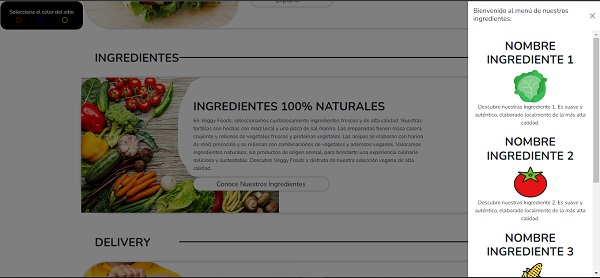 Seleccione el color del sitio
Bienvenido al menú de nuestros
ingredientes:
×
INGREDIENTES
INGREDIENTES 100% NATURALES
En Veggy Foods, seleccionamos cuidadosamente ingredientes frescos y de alta calidad. Nuestras
tortillas son hechas con maíz local y una pizca de sal marina. Las empanadas tienen masa casera
crujiente y rellenos de vegetales frescos y proteínas vegetales. Las arepas se elaboran con harina
de maíz precocida y se rellenan con combinaciones de vegetales y aderezos veganos. Valoramos
ingredientes naturales, sin productos de origen animal, para brindarte una experiencia culinaria
deliciosa y sustentable. Descubre Veggy Foods y disfruta de nuestra selección vegana de alta
calidad.
Conoce Nuestros Ingredientes
DELIVERY
NOMBRE
INGREDIENTE 1
Descubre nuestras Ingrediente 1. Es suave y
auténtico, elaborado localmente de la más alta
calidad.
NOMBRE
INGREDIENTE 2
Descubre nuestras Ingrediente 2. Es suave y
auténtico, elaborado localmente de la más alta
calidad.
NOMBRE
INGREDIENTE 3